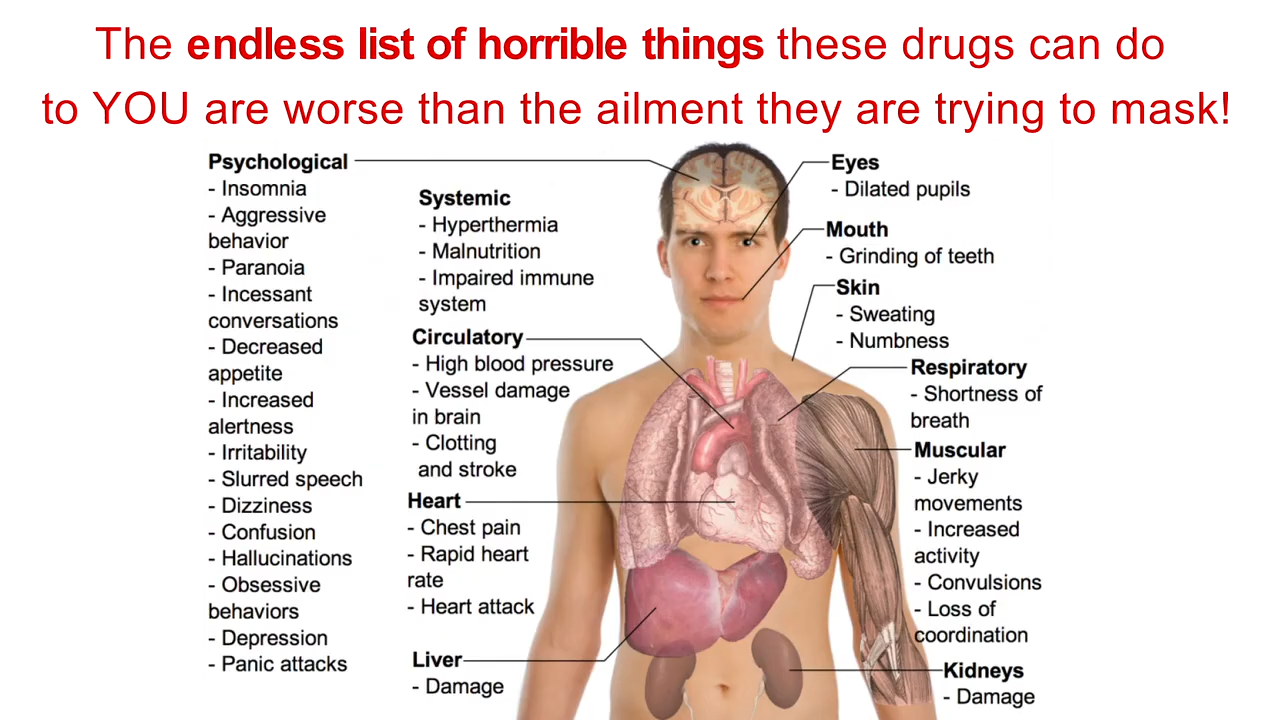 The endless list of horrible things these drugs can do
to YOU are worse than the ailment they are trying to mask!
Psychological
- Insomnia
- Aggressive
behavior
- Paranoia
- Incessant
conversations
- Decreased
appetite
- Increased
alertness
- Irritability
- Slurred speech
- Dizziness
- Confusion
- Hallucinations
- Obsessive
behaviors
- Depression
- Panic attacks
Systemic
- Hyperthermia
- Malnutrition
- Impaired immune
system
Circulatory
- High blood pressure
- Vessel damage
in brain
- Clotting
and stroke
Heart
- Chest pain
- Rapid heart
rate
- Heart attack
Liver
- Damage
Eyes
- Dilated pupils
Mouth
- Grinding of teeth
Skin
- Sweating
- Numbness
Respiratory
- Shortness of
breath
Muscular
- Jerky
movements
- Increased
activity
- Convulsions
- Loss of
coordination
Kidneys
- Damage